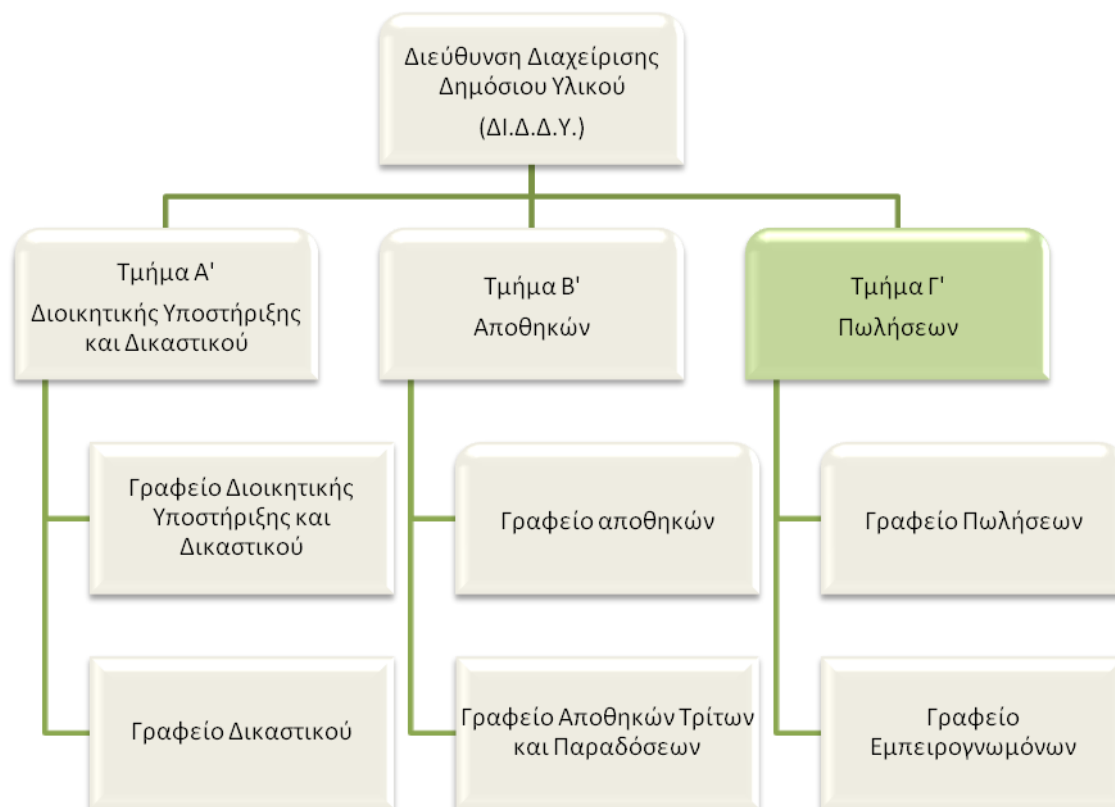 Διεύθυνση Διαχείρισης
Δημόσιου Υλικού
(ΔΙ.Δ.Δ.Υ.)
Τμήμα Α'
Διοικητικής Υποστήριξης
και Δικαστικού
Τμήμα Β'
Αποθηκών
Τμήμα Γ'
Πωλήσεων
Γραφείο Διοικητικής
Υποστήριξης και
Δικαστικού
Γραφείο αποθηκών
Γραφείο Πωλήσεων
Γραφείο Δικαστικού
Γραφείο Αποθηκών Τρίτων
και Παραδόσεων
Γραφείο
Εμπειρογνωμόνων